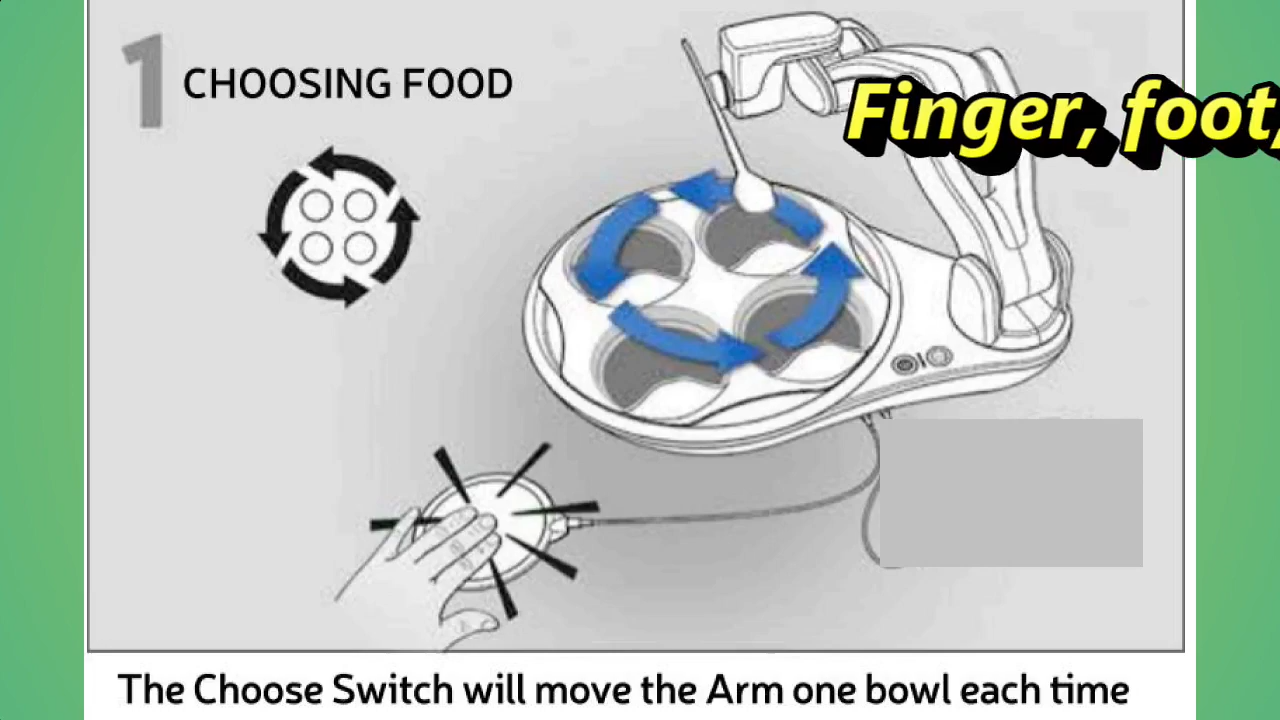 1
CHOOSING FOOD
Finger, foot,
The Choose Switch will move the Arm one bowl each time